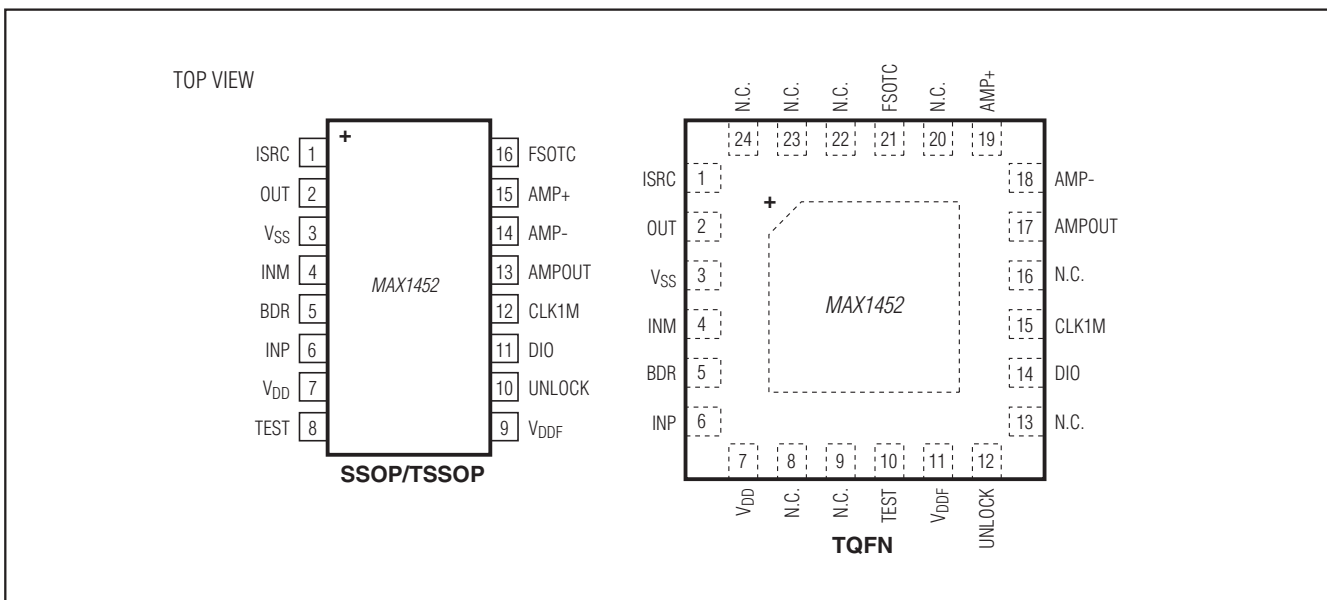 TOP VIEW
+
MAX1452
ISRC 1
OUT 2
VSS 3
INM 4
BDR 5
INP 6
VDD 7
TEST 8
16 FSOTC
15 AMP+
14 AMP-
13 AMPOUT
12 CLK1M
11 DIO
10 UNLOCK
9 VDDF
SSOP/TSSOP
N.C. 24
N.C. 23
N.C. 22
FSOTC 21
N.C. 20
AMP+ 19
ISRC 1
OUT 2
VSS 3
INM 4
BDR 5
INP 6
+
MAX1452
18 AMP-
17 AMPOUT
16 N.C.
15 CLK1M
14 DIO
13 N.C.
7 VDD
8 N.C.
9 N.C.
10 TEST
11 VDDF
12 UNLOCK
TQFN